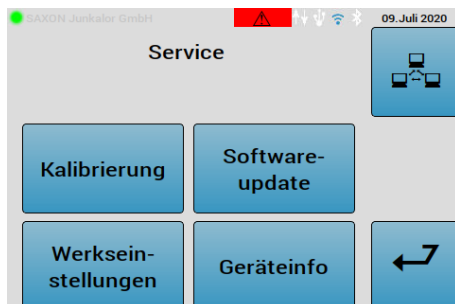 SAXON Junkalor GmbH
09.Juli 2020
Service
Kalibrierung
Software-
update
Werksein-
stellungen
Geräteinfo